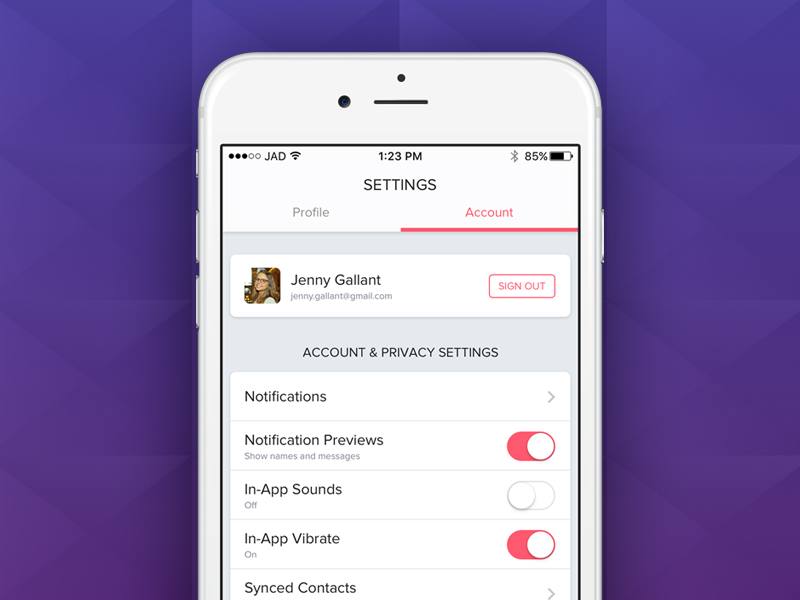 JAD 1:23 PM 85%
SETTINGS
Profile Account
Jenny Gallant
jenny.gallant@gmail.com
SIGN OUT
ACCOUNT & PRIVACY SETTINGS
Notifications
Notification Previews
Show names and messages
In-App Sounds
Off
In-App Vibrate
On
Synced Contacts